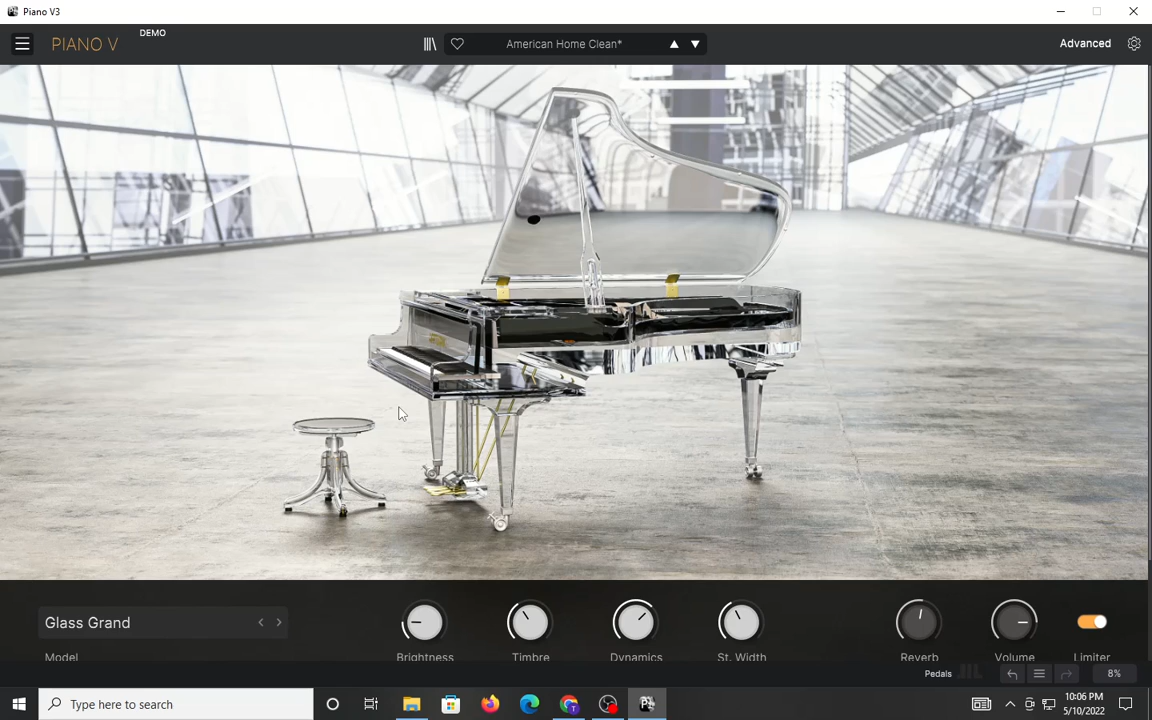 Piano V3
PIANO V
DEMO
American Home Clean*
Advanced
Glass Grand
Model
Brightness
Timbre
Dynamics
St. Width
Reverb
Volume
Limiter
Pedals
8%
Type here to search
10:06 PM
5/10/2022